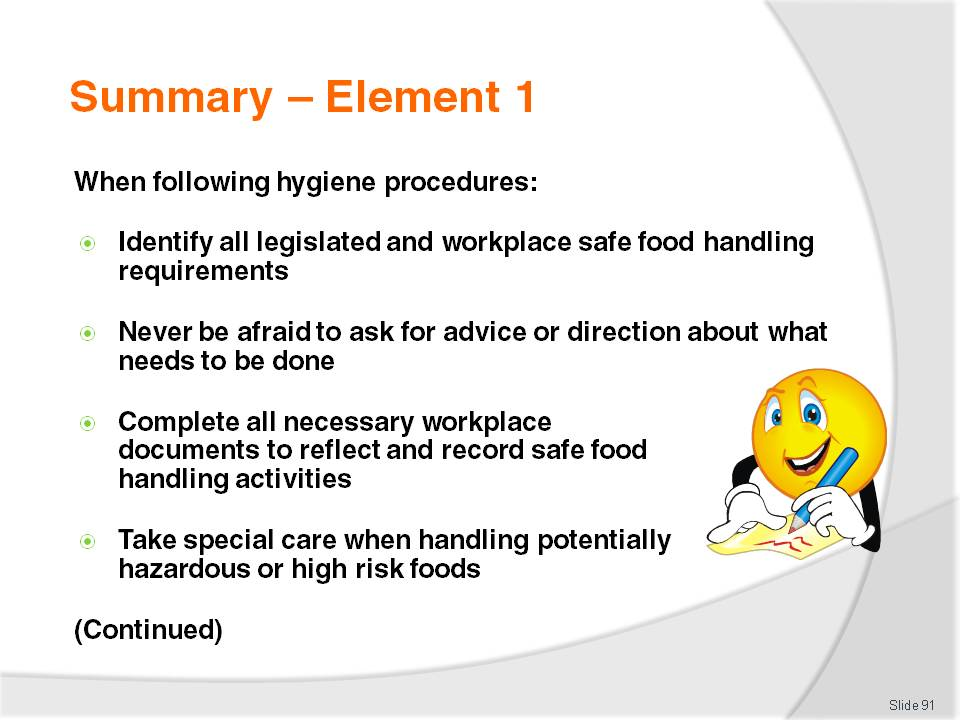 Summary – Element 1
When following hygiene procedures:
Identify all legislated and workplace safe food handling
requirements
Never be afraid to ask for advice or direction about what
needs to be done
Complete all necessary workplace
documents to reflect and record safe food
handling activities
Take special care when handling potentially
hazardous or high risk foods
(Continued)
Slide 91